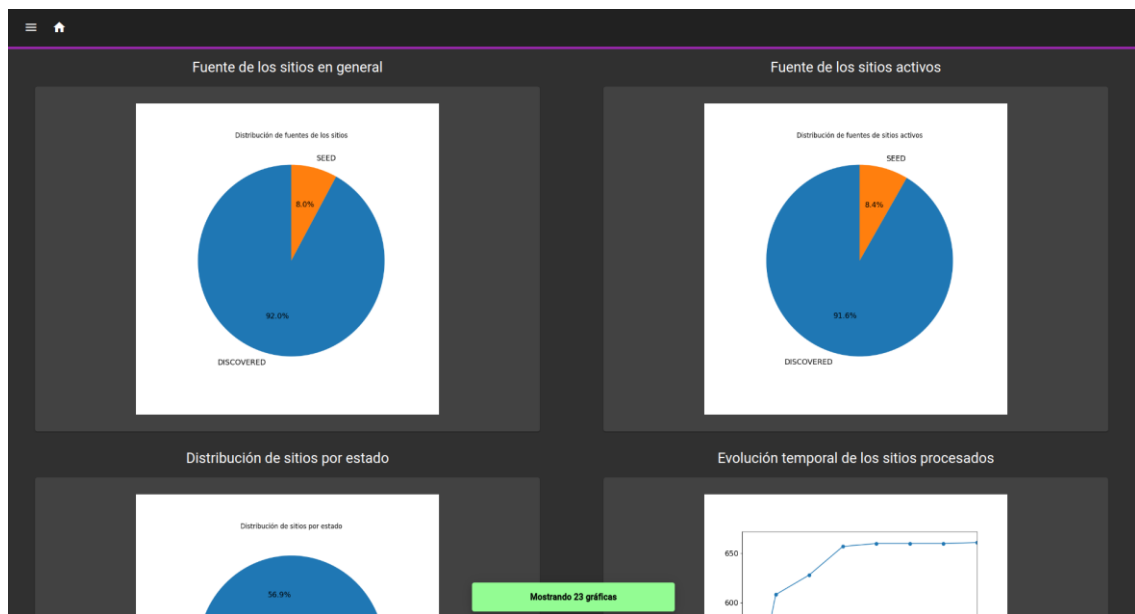 Fuente de los sitios en general
Distribución de fuentes de los sitios
SEED
8.0%
92.0%
DISCOVERED
Fuente de los sitios activos
Distribución de fuentes de sitios activos
SEED
8.4%
91.6%
DISCOVERED
Distribución de sitios por estado
Distribución de sitios por estado
56.9%
Evolución temporal de los sitios procesados
650
600
Mostrando 23 gráficas